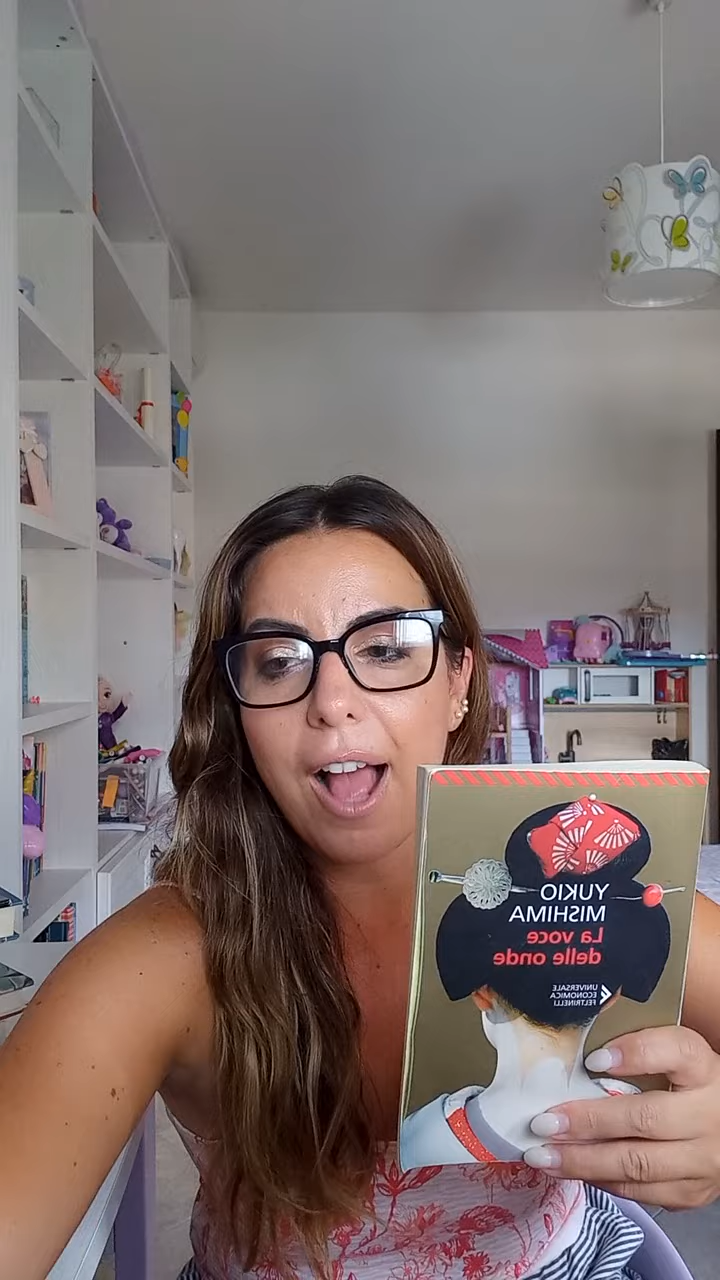 YUKIO
MISHIMA
La voce
delle onde
UNIVERSALE
ECONOMICA
FELTRINELLI